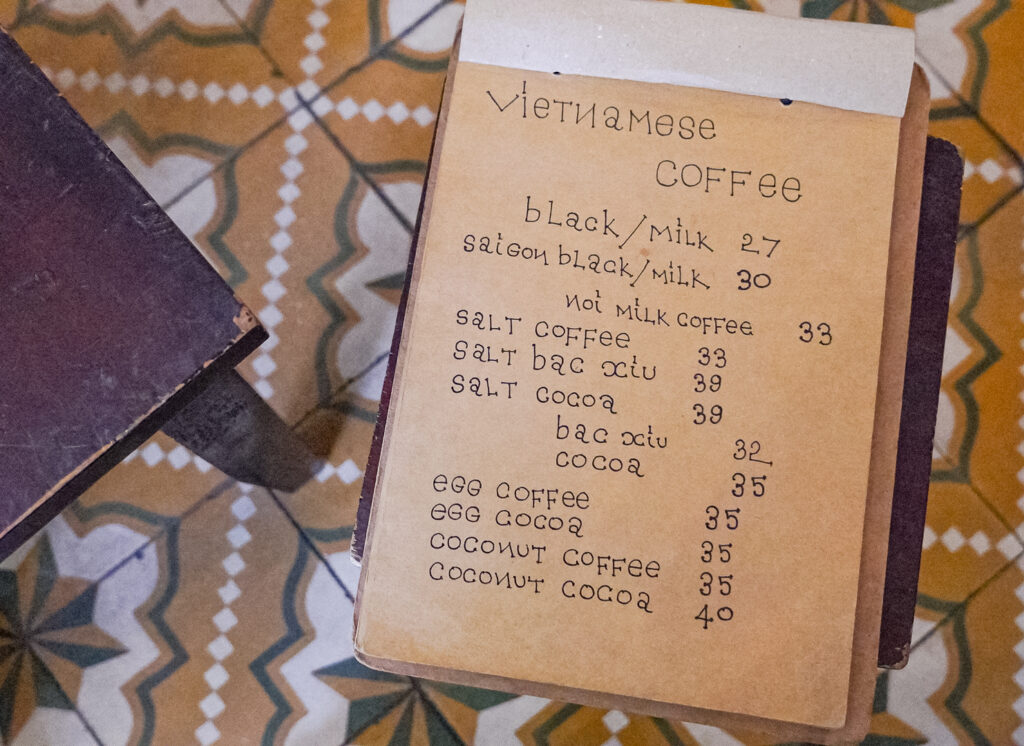 Vietnamese
coffee
black/milk 27
saigon black/milk 30
noi milk coffee 33
salt coffee 33
salt bac xiu 39
salt cocoa 39
bac xiu 32
cocoa 35
egg coffee 35
egg cocoa 35
coconut coffee 35
coconut cocoa 40